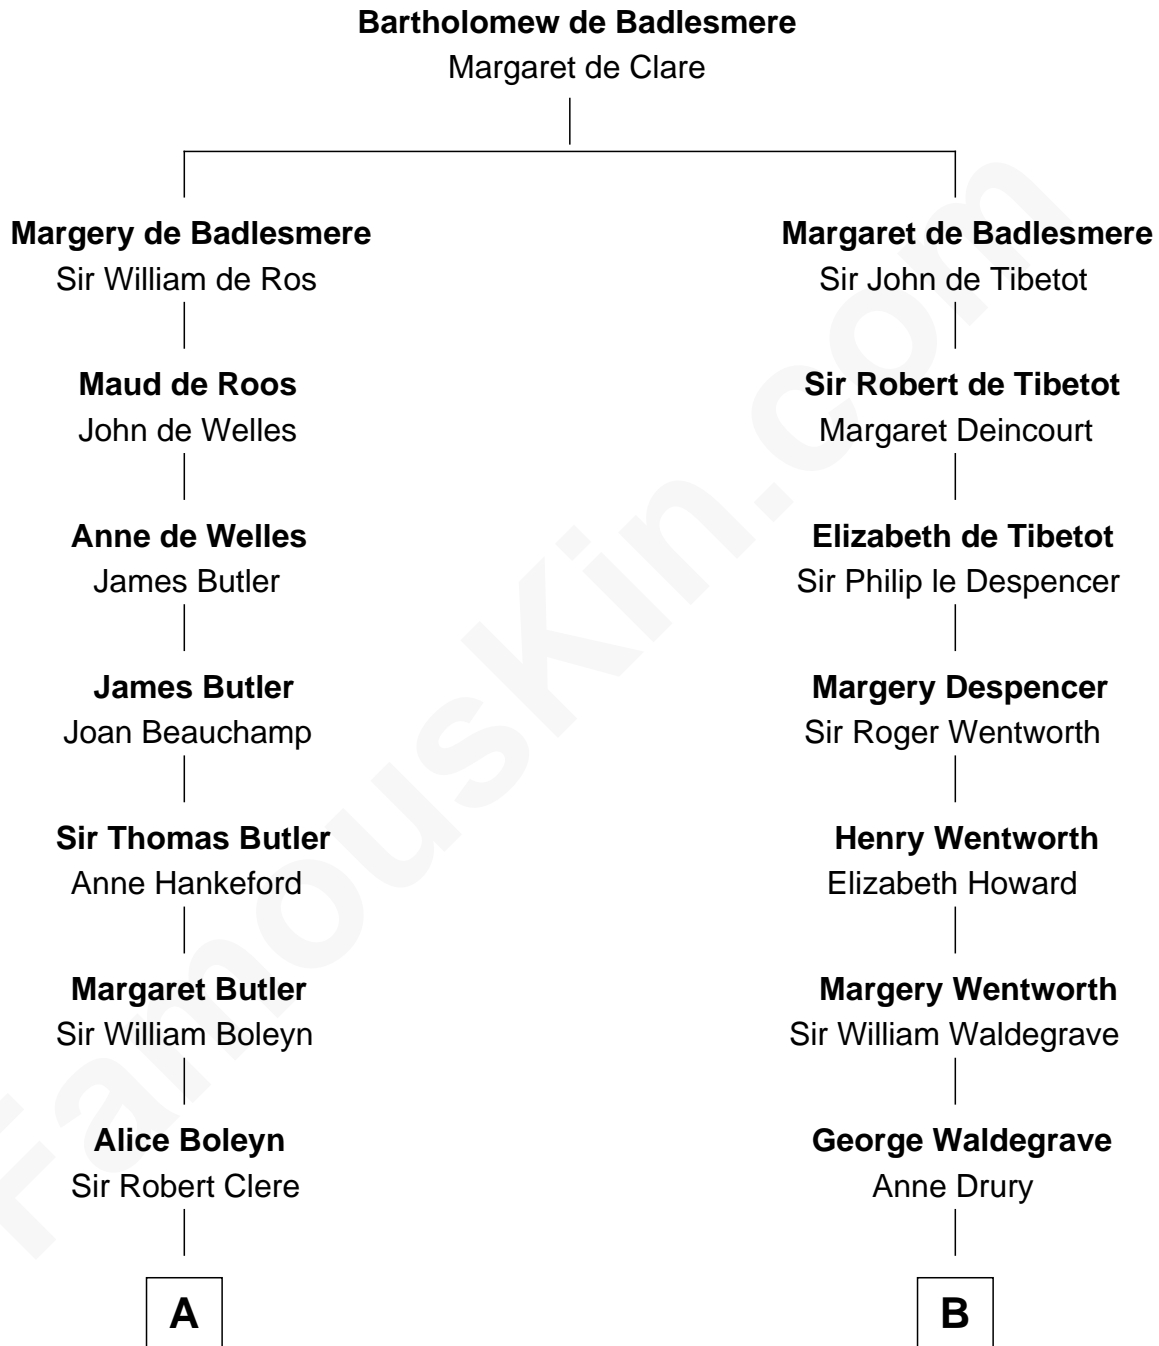 Bartholomew de Badlesmere
Margaret de Clare
Margery de Badlesmere
Sir William de Ros
Margaret de Badlesmere
Sir John de Tibetot
Maud de Roos
John de Welles
Sir Robert de Tibetot
Margaret Deincourt
Anne de Welles
James Butler
Elizabeth de Tibetot
Sir Philip le Despencer
James Butler
Joan Beauchamp
Margery Despencer
Sir Roger Wentworth
Sir Thomas Butler
Anne Hankeford
Henry Wentworth
Elizabeth Howard
Margaret Butler
Sir William Boleyn
Margery Wentworth
Sir William Waldegrave
Alice Boleyn
Sir Robert Clere
George Waldegrave
Anne Drury
A
B
FamousKin.com